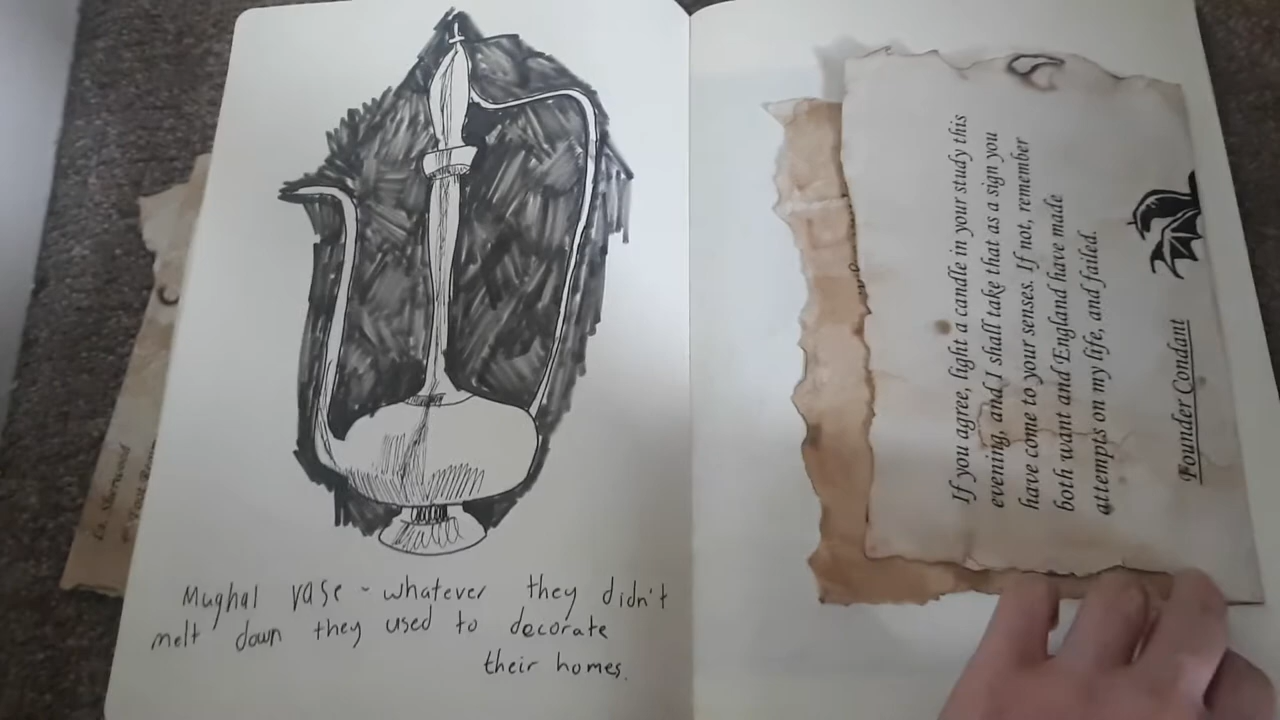 Mughal vase - whatever they didn't
melt down they used to decorate
their homes.
If you agree, light a candle in your study this
evening, and I shall take that as a sign you
have come to your senses. If not, remember
both want and England have made
attempts on my life, and failed.
Founder Condant